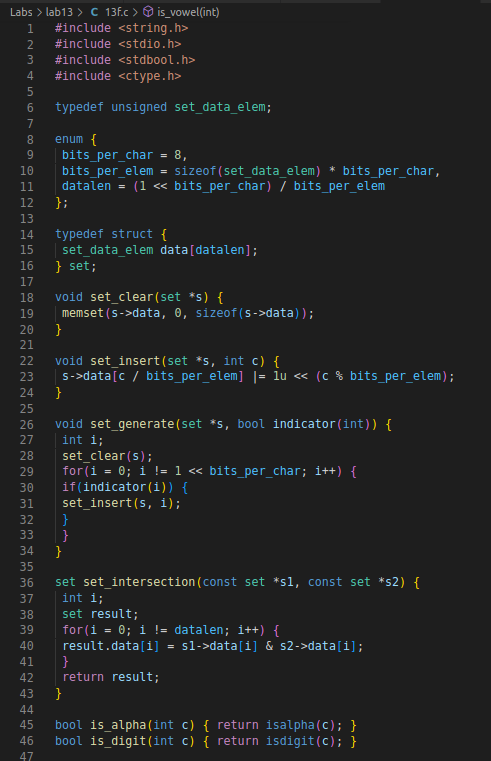 Labs > lab13 > C 13f.c > is_vowel(int)
1 #include <string.h>
2 #include <stdio.h>
3 #include <stdbool.h>
4 #include <ctype.h>
5
6 typedef unsigned set_data_elem;
7
8 enum {
9  bits_per_char = 8,
10  bits_per_elem = sizeof(set_data_elem) * bits_per_char,
11  datalen = (1 << bits_per_char) / bits_per_elem
12 };
13
14 typedef struct {
15  set_data_elem data[datalen];
16 } set;
17
18 void set_clear(set *s) {
19  memset(s->data, 0, sizeof(s->data));
20 }
21
22 void set_insert(set *s, int c) {
23  s->data[c / bits_per_elem] |= 1u << (c % bits_per_elem);
24 }
25
26 void set_generate(set *s, bool indicator(int)) {
27  int i;
28  set_clear(s);
29  for(i = 0; i != 1 << bits_per_char; i++) {
30  if(indicator(i)) {
31  set_insert(s, i);
32  }
33  }
34 }
35
36 set set_intersection(const set *s1, const set *s2) {
37  int i;
38  set result;
39  for(i = 0; i != datalen; i++) {
40  result.data[i] = s1->data[i] & s2->data[i];
41  }
42  return result;
43 }
44
45 bool is_alpha(int c) { return isalpha(c); }
46 bool is_digit(int c) { return isdigit(c); }
47